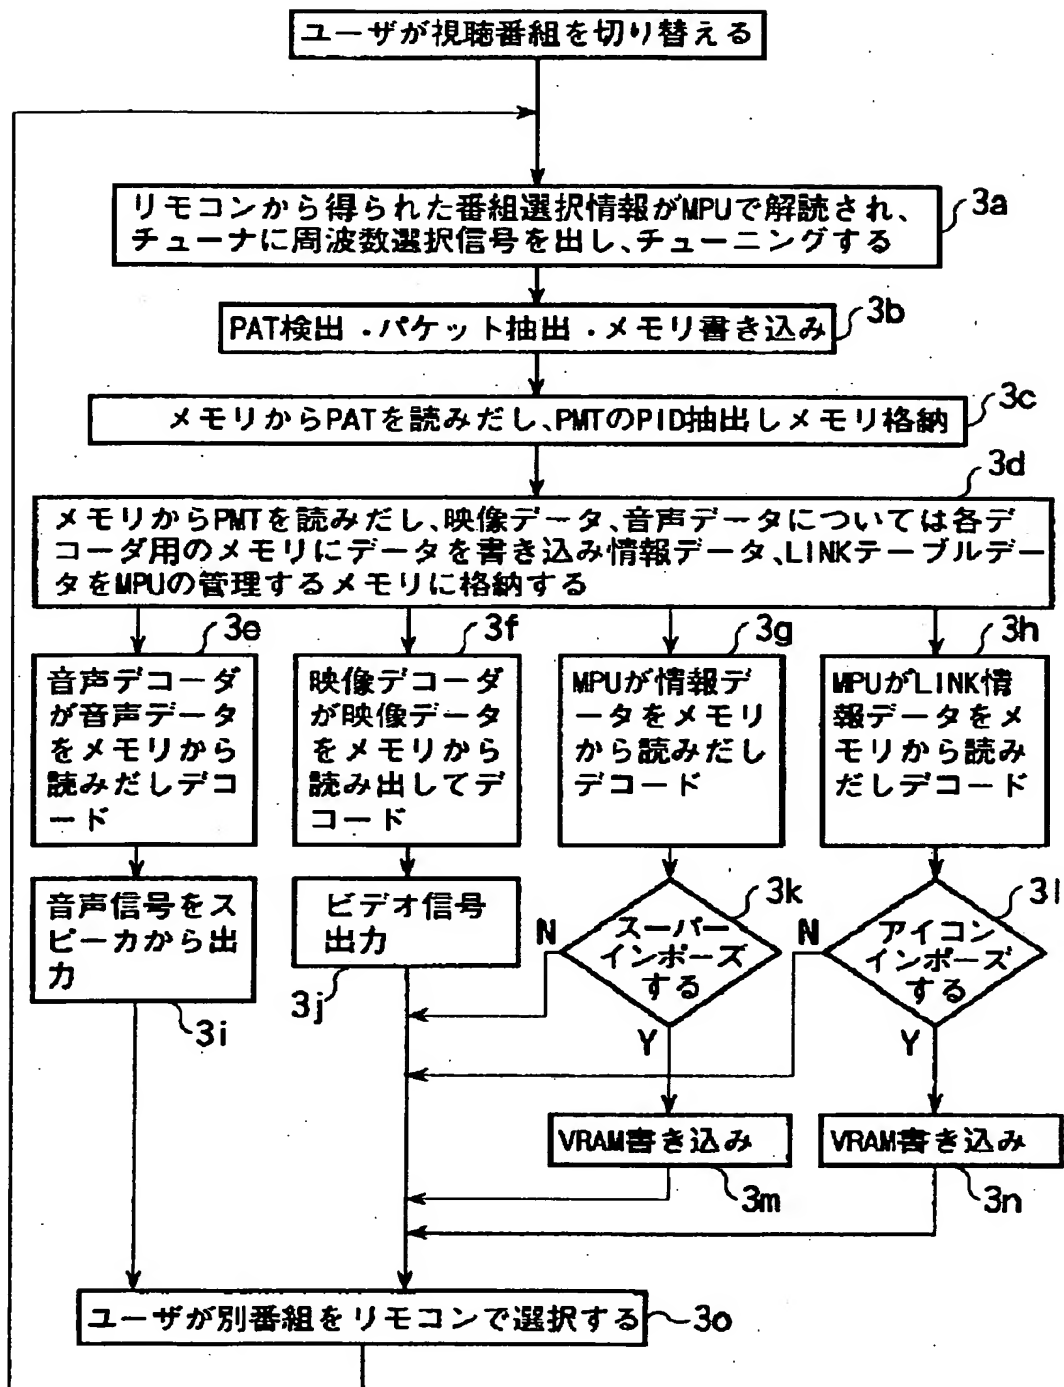 ユーザが視聴番組を切り替える
リモコンから得られた番組選択情報がMPUで解読され、
チューナに周波数選択信号を出し、チューニングする
3a
PAT検出・パケット抽出・メモリ書き込み
3b
メモリからPATを読みだし、PMTのPID抽出しメモリ格納
3c
3d
メモリからPMTを読みだし、映像データ、音声データについては各デ
コーダ用のメモリにデータを書き込み情報データ、LINKテーブルデー
タをMPUの管理するメモリに格納する
3e
音声デコーダ
が音声データ
をメモリから
読みだしデコ
ード
3f
映像デコーダ
が映像データ
をメモリから
読み出してデ
コード
3g
MPUが情報デ
ータをメモリ
から読みだし
デコード
3h
MPUがLINK情
報データをメ
モリから読み
だしデコード
音声信号をス
ピーカから出
力
3i
ビデオ信号
出力
3j
3k
スーパー
インポーズ
する
N
Y
3l
アイコン
インポーズ
する
N
Y
VRAM書き込み
3m
VRAM書き込み
3n
ユーザが別番組をリモコンで選択する
3o